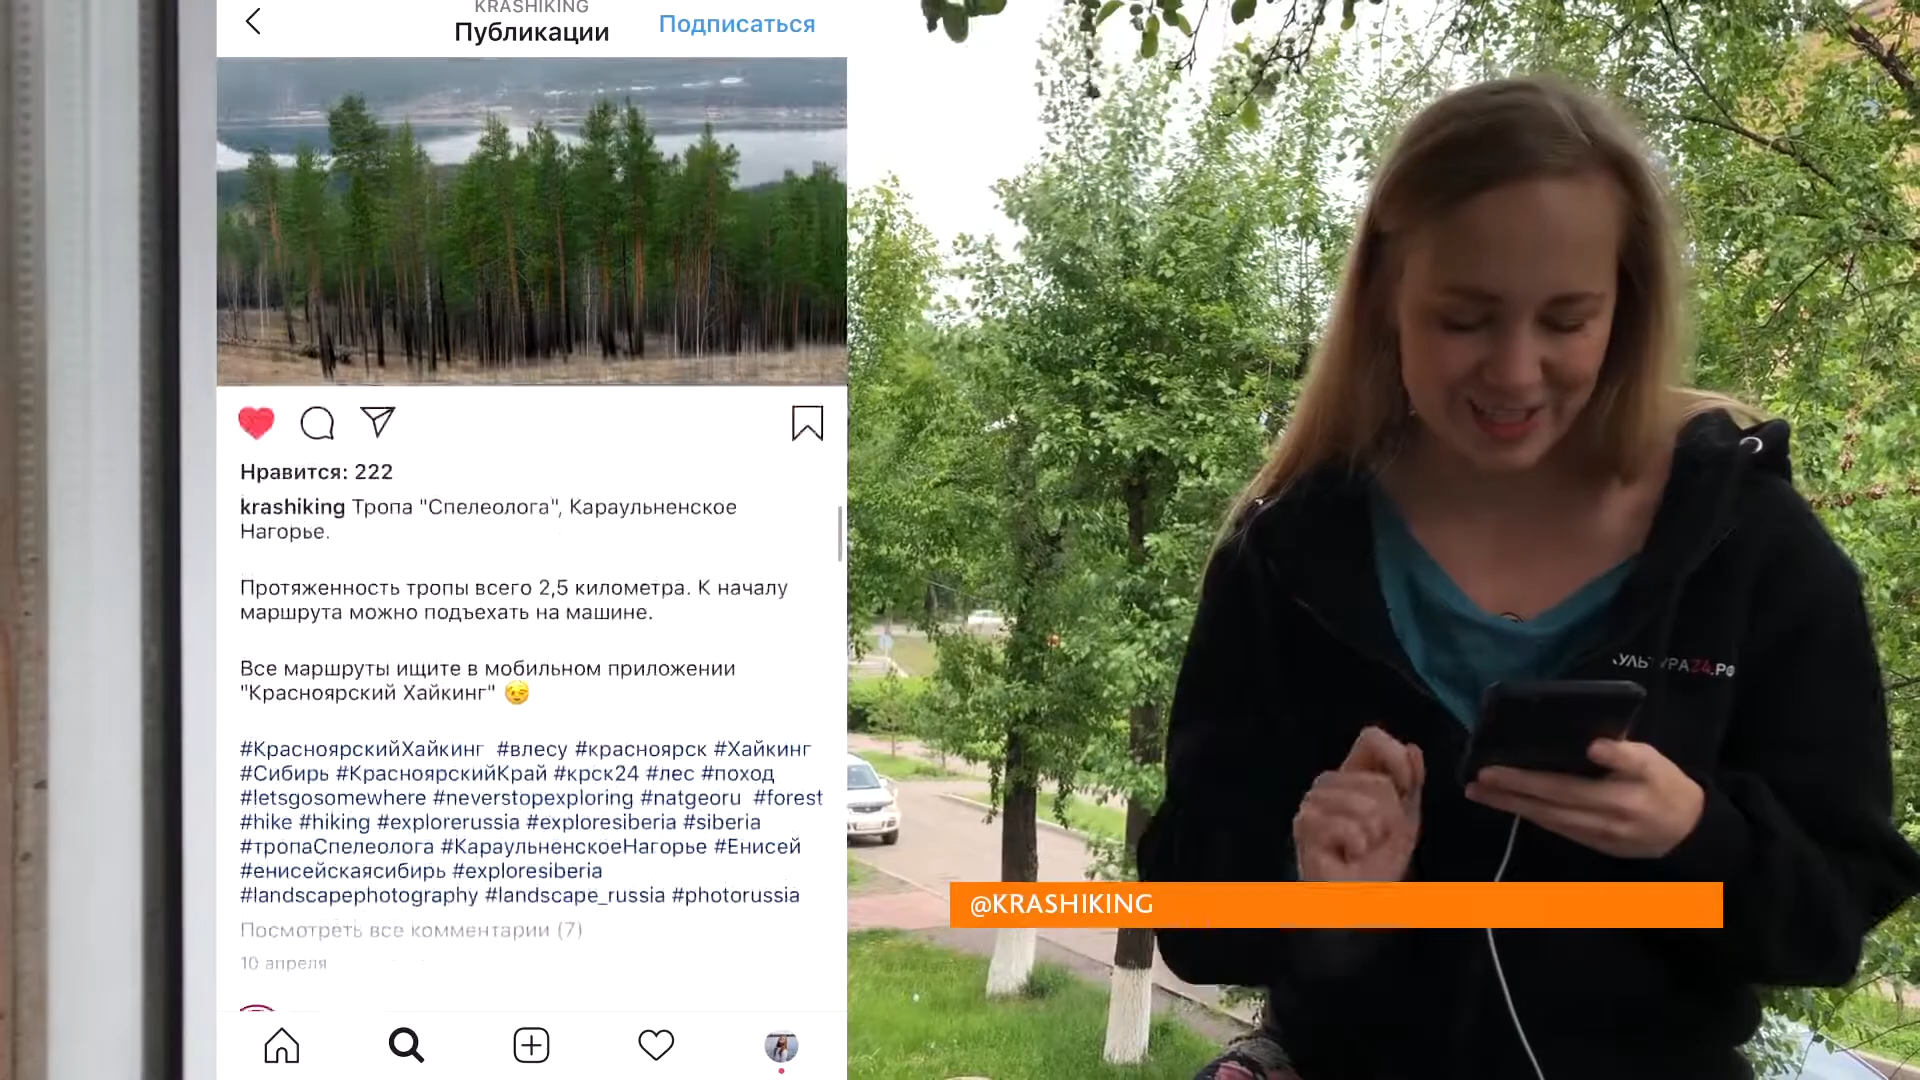 KRASHIKING
Публикации
Подписаться
Нравится: 222
krashiking Тропа "Спелеолога", Караульненское
Нагорье.
Протяженность тропы всего 2,5 километра. К началу
маршрута можно подъехать на машине.
Все маршруты ищите в мобильном приложении
"Красноярский Хайкинг" 😉
#КрасноярскийХайкинг #влесу #красноярск #Хайкинг
#Сибирь #КрасноярскийКрай #крск24 #лес #поход
#letsgosomewhere #neverstopexploring #natgeoru #forest
#hike #hiking #explorerussia #exploresiberia #siberia
#тропаСпелеолога #КараульненскоеНагорье #Енисей
#енисейскаясибирь #exploresiberia
#landscapephotography #landscape_russia #photorussia
Посмотреть все комментарии (7)
10 апреля
УЛЬТУРА24.РФ
@KRASHIKING